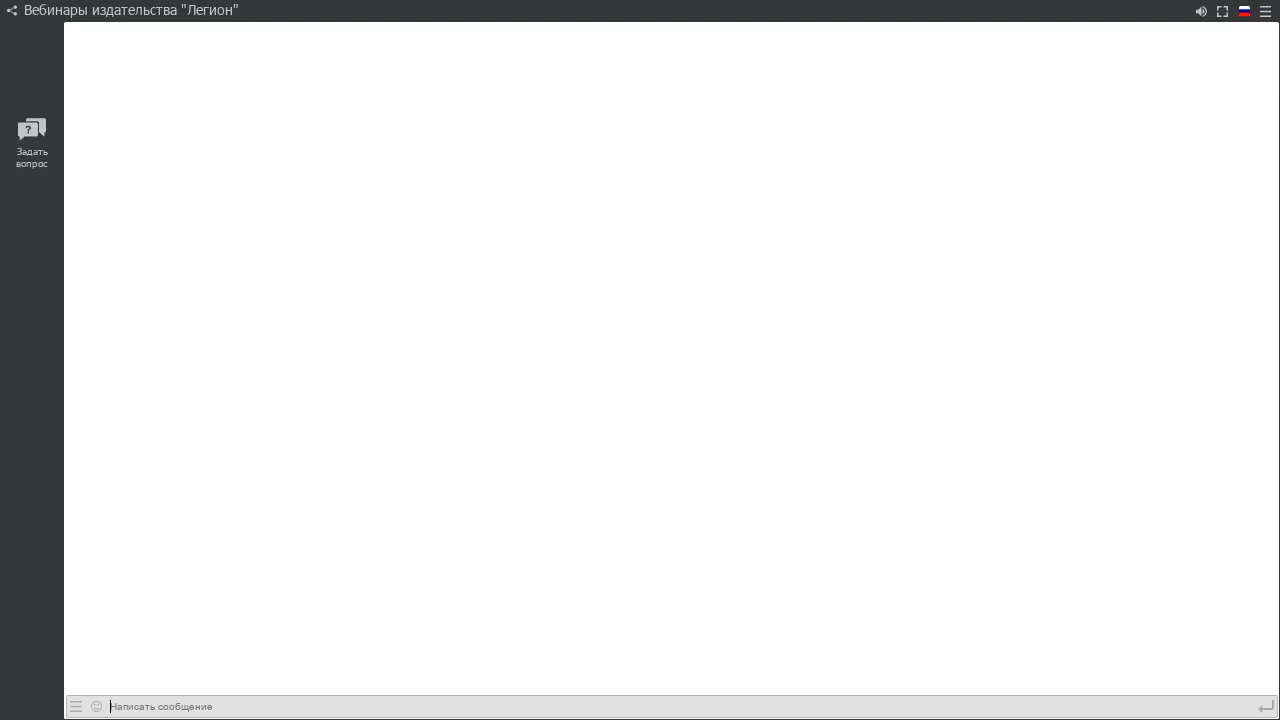 Вебинары издательства "Легион"
Задать
вопрос
Написать сообщение